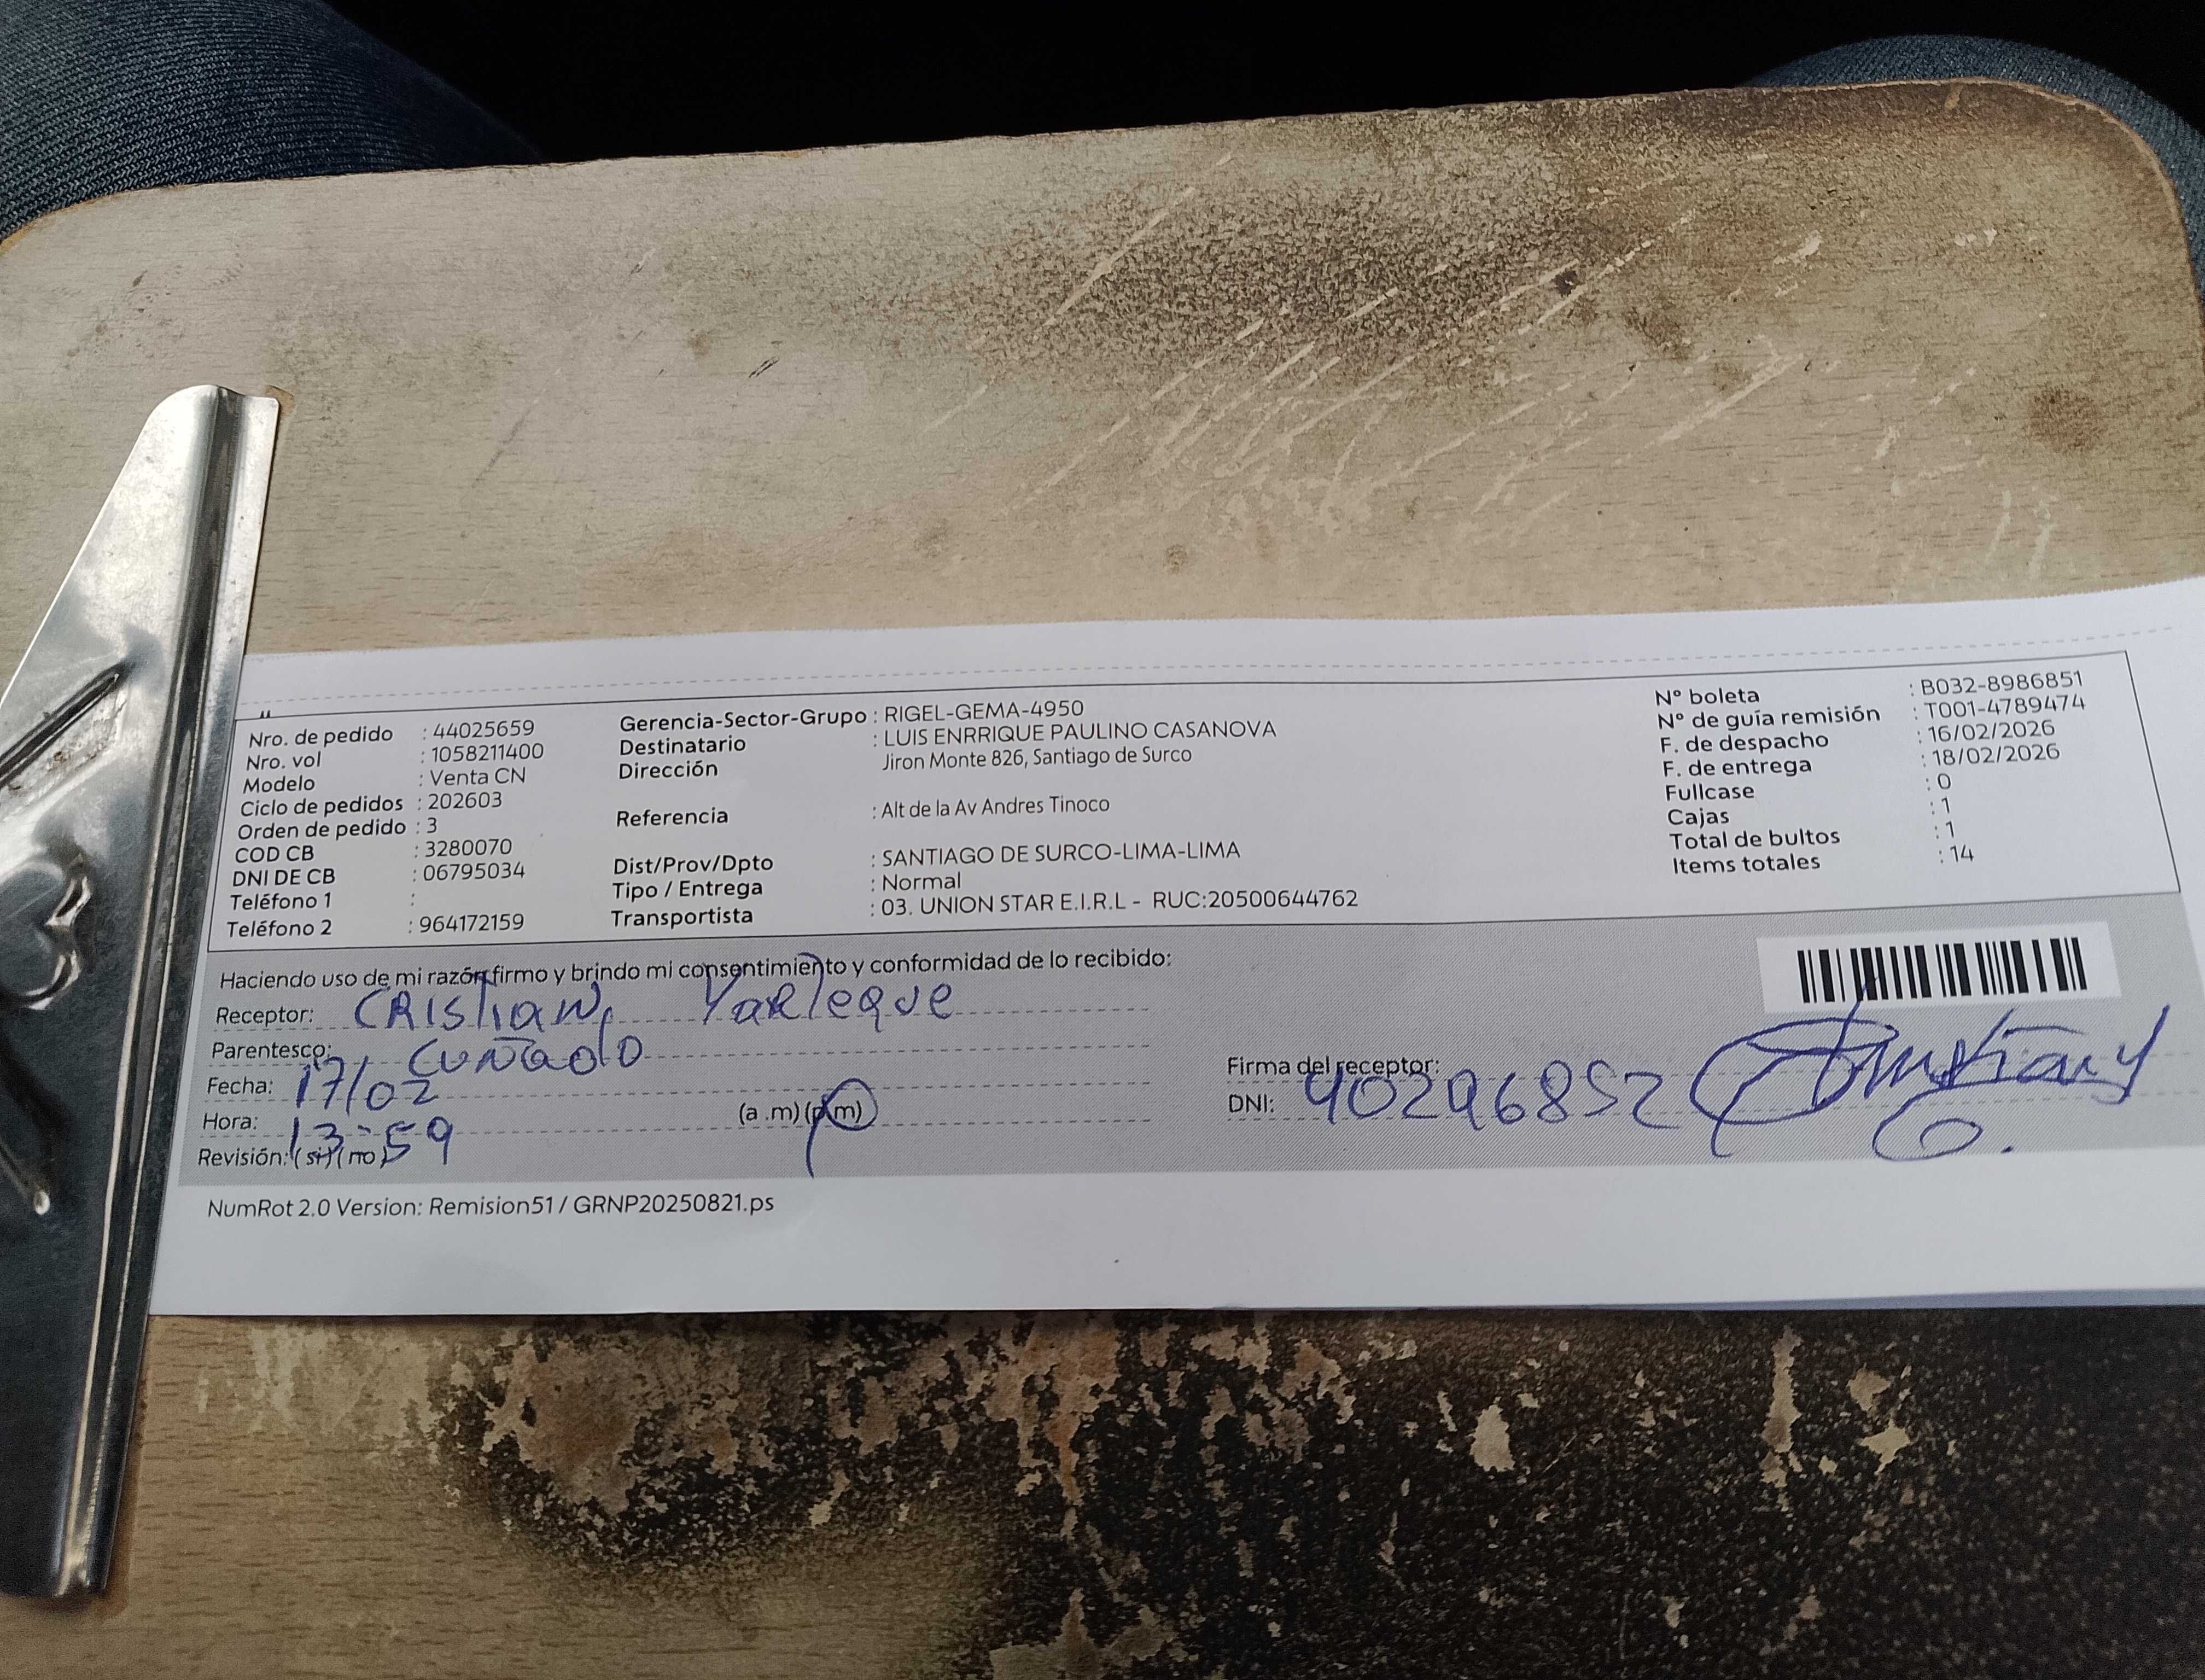 Nro. de pedido : 44025659
Nro. vol : 1058211400
Modelo : Venta CN
Ciclo de pedidos : 202603
Orden de pedido : 3
COD CB : 3280070
DNI DE CB : 06795034
Teléfono 1 :
Teléfono 2 : 964172159
Gerencia-Sector-Grupo : RIGEL-GEMA-4950
Destinatario : LUIS ENRRIQUE PAULINO CASANOVA
Dirección Jiron Monte 826, Santiago de Surco
Referencia : Alt de la Av Andres Tinoco
Dist/Prov/Dpto : SANTIAGO DE SURCO-LIMA-LIMA
Tipo / Entrega : Normal
Transportista : 03. UNION STAR E.I.R.L - RUC:20500644762
N° boleta : B032-8986851
N° de guía remisión : T001-4789474
F. de despacho : 16/02/2026
F. de entrega : 18/02/2026
Fullcase : 0
Cajas : 1
Total de bultos : 1
Items totales : 14
Haciendo uso de mi razón firmo y brindo mi consentimiento y conformidad de lo recibido:
Receptor: CRIStiaN Yarleque
Parentesco: Cuñado
Fecha: 17/02
Hora: 13:59 (a .m) (p.m)
Revisión: (si) (no)
Firma del receptor:
DNI: 40296852
NumRot 2.0 Version: Remision51 / GRNP20250821.ps